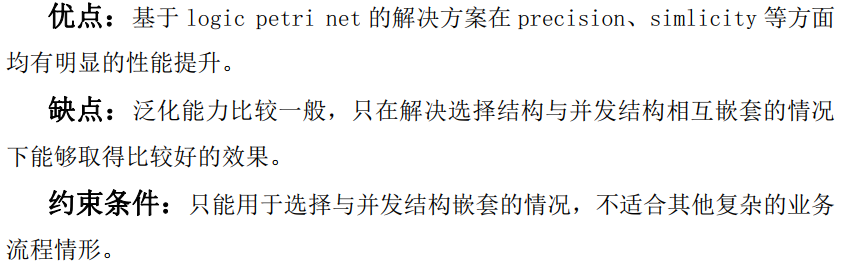 优点：基于 logic petri net 的解决方案在 precision、simlicity 等方面
均有明显的性能提升。
缺点：泛化能力比较一般，只在解决选择结构与并发结构相互嵌套的情况
下能够取得比较好的效果。
约束条件：只能用于选择与并发结构嵌套的情况，不适合其他复杂的业务
流程情形。